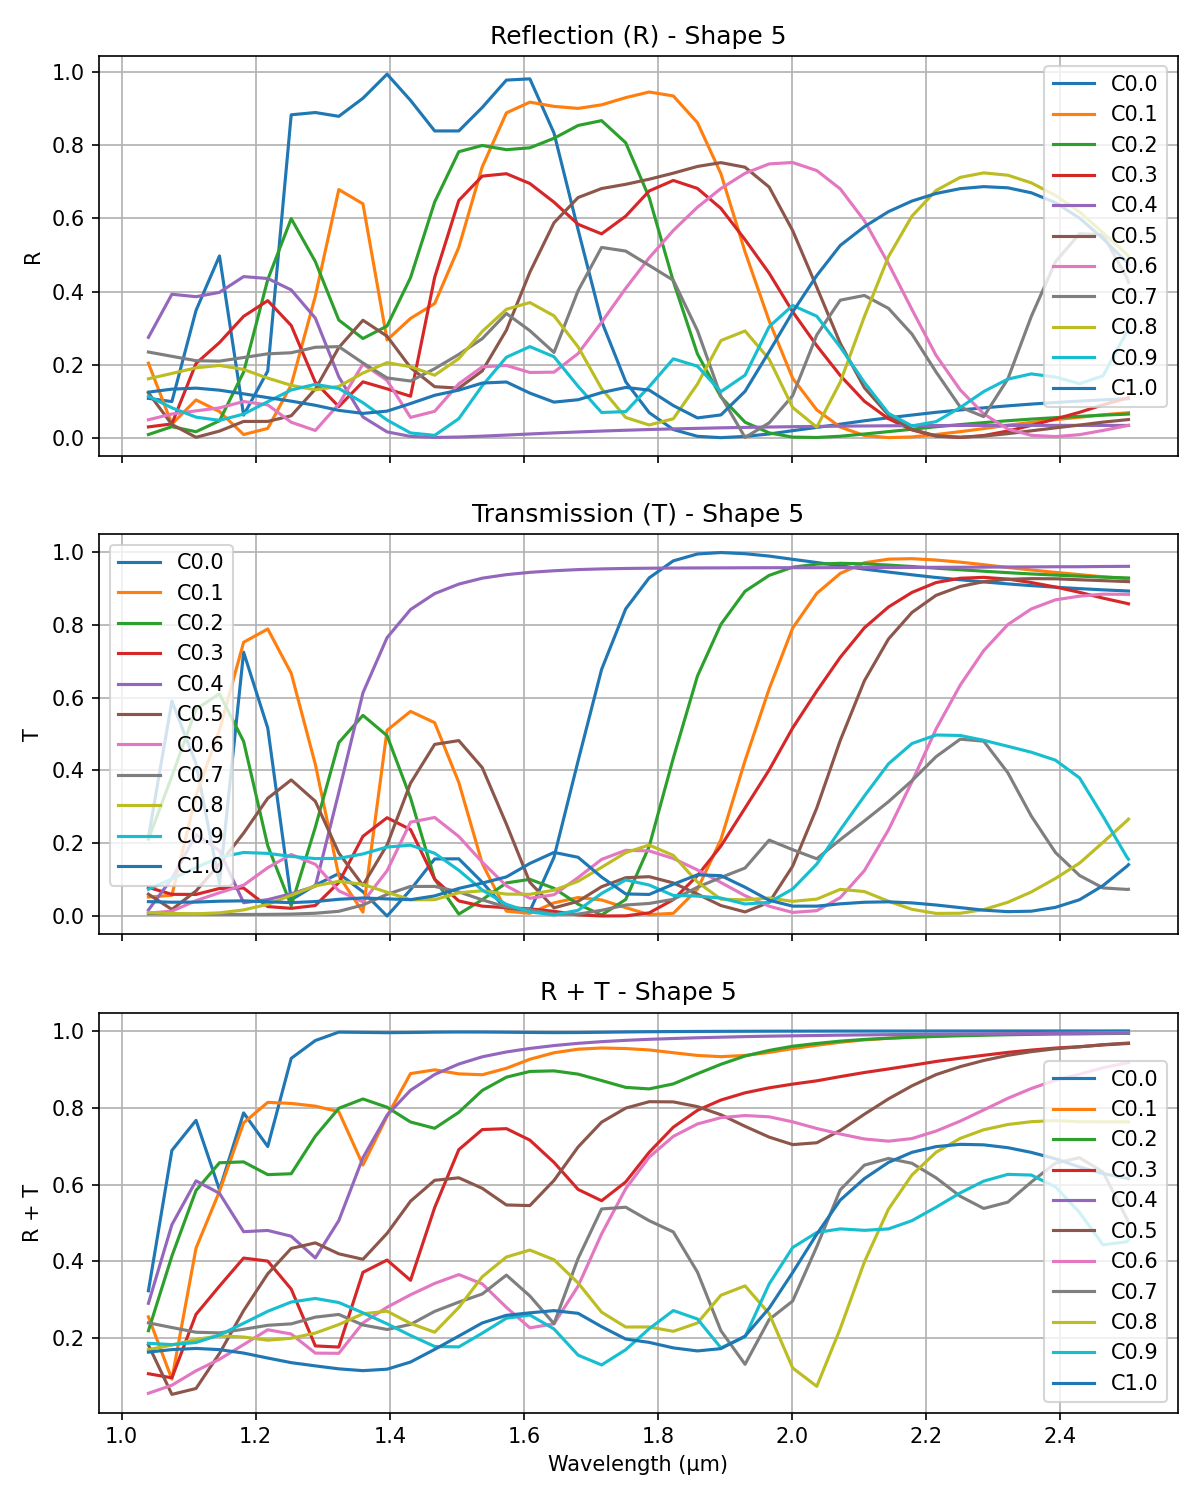 Reflection (R) - Shape 5
1.0
0.8
0.6
0.4
0.2
0.0
R
C0.0
C0.1
C0.2
C0.3
C0.4
C0.5
C0.6
C0.7
C0.8
C0.9
C1.0
Transmission (T) - Shape 5
1.0
0.8
0.6
0.4
0.2
0.0
T
C0.0
C0.1
C0.2
C0.3
C0.4
C0.5
C0.6
C0.7
C0.8
C0.9
C1.0
R + T - Shape 5
1.0
0.8
0.6
0.4
0.2
R + T
C0.0
C0.1
C0.2
C0.3
C0.4
C0.5
C0.6
C0.7
C0.8
C0.9
C1.0
1.0 1.2 1.4 1.6 1.8 2.0 2.2 2.4
Wavelength (μm)